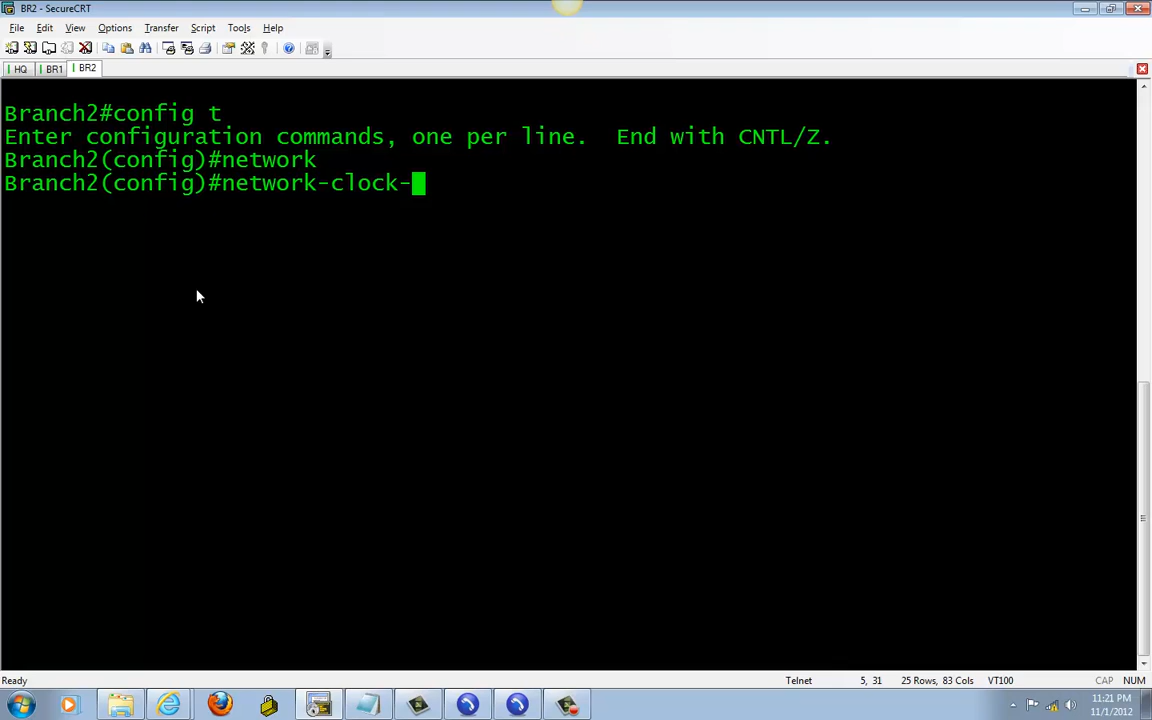 BR2 - SecureCRT
File Edit View Options Transfer Script Tools Help
HQ BR1 BR2
Branch2#config t
Enter configuration commands, one per line.  End with CNTL/Z.
Branch2(config)#network
Branch2(config)#network-clock-
Ready Telnet 5, 31 25 Rows, 83 Cols VT100 CAP NUM
11:21 PM
11/1/2012